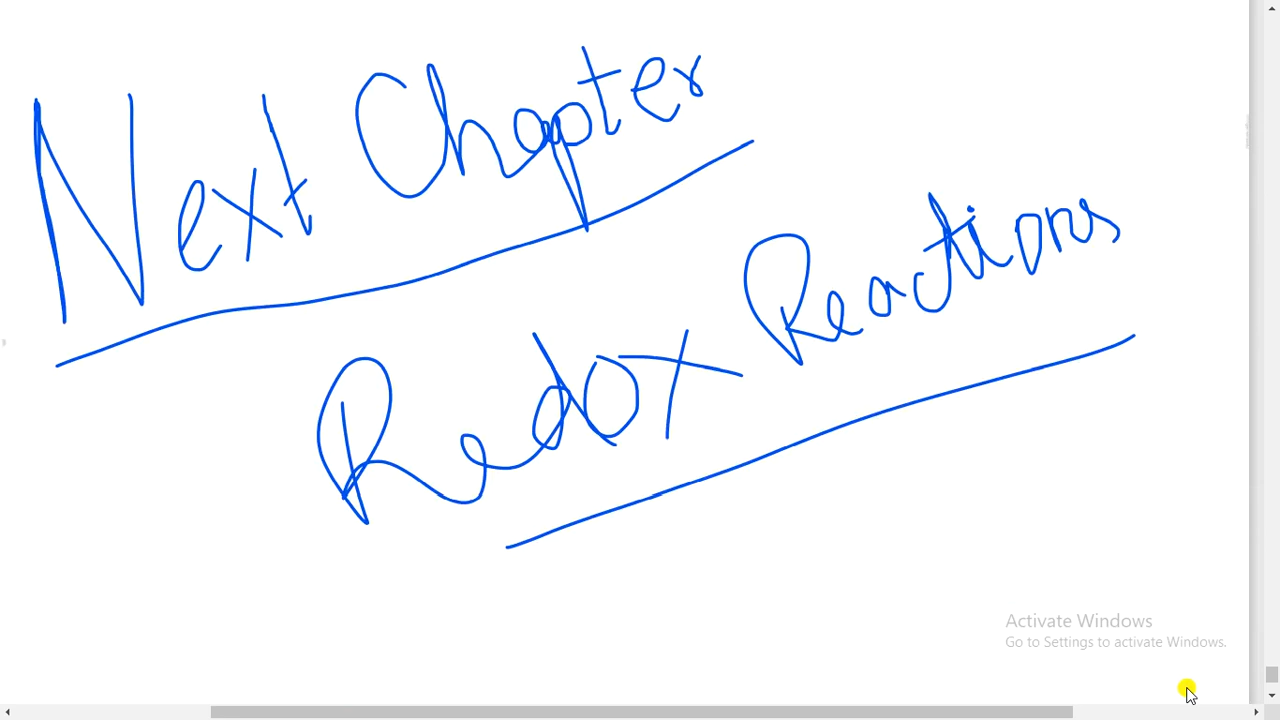 Next Chapter
Redox Reactions
Activate Windows
Go to Settings to activate Windows.